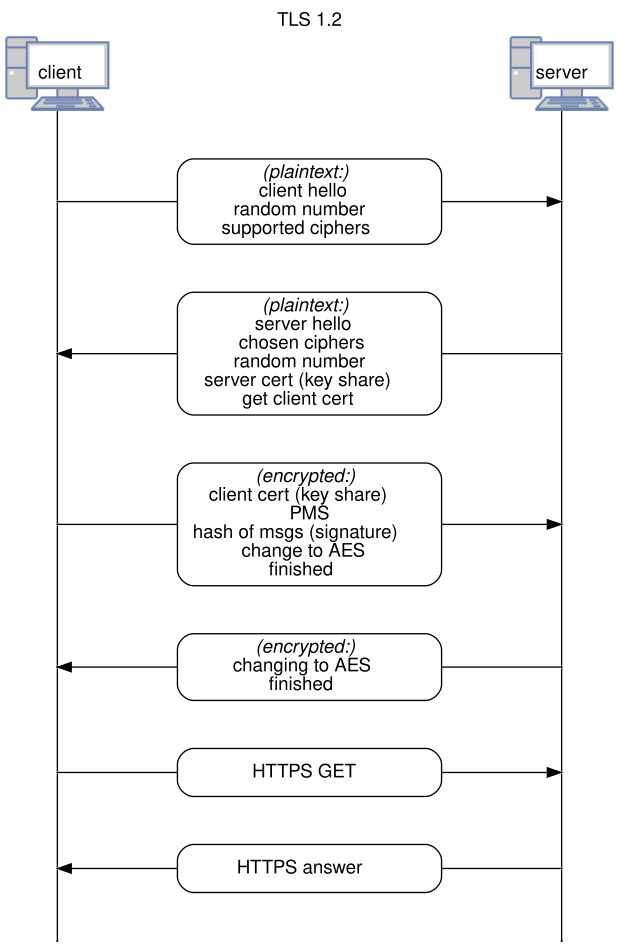 TLS 1.2
client
server
(plaintext:)
client hello
random number
supported ciphers
(plaintext:)
server hello
chosen ciphers
random number
server cert (key share)
get client cert
(encrypted:)
client cert (key share)
PMS
hash of msgs (signature)
change to AES
finished
(encrypted:)
changing to AES
finished
HTTPS GET
HTTPS answer